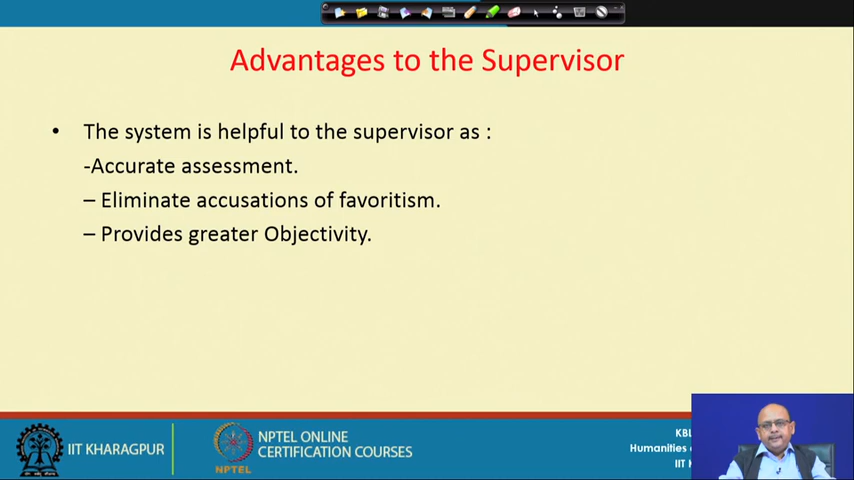 Advantages to the Supervisor
• The system is helpful to the supervisor as :
-Accurate assessment.
– Eliminate accusations of favoritism.
– Provides greater Objectivity.
IIT KHARAGPUR
NPTEL
NPTEL ONLINE
CERTIFICATION COURSES
KBL
Humanities
IIT K